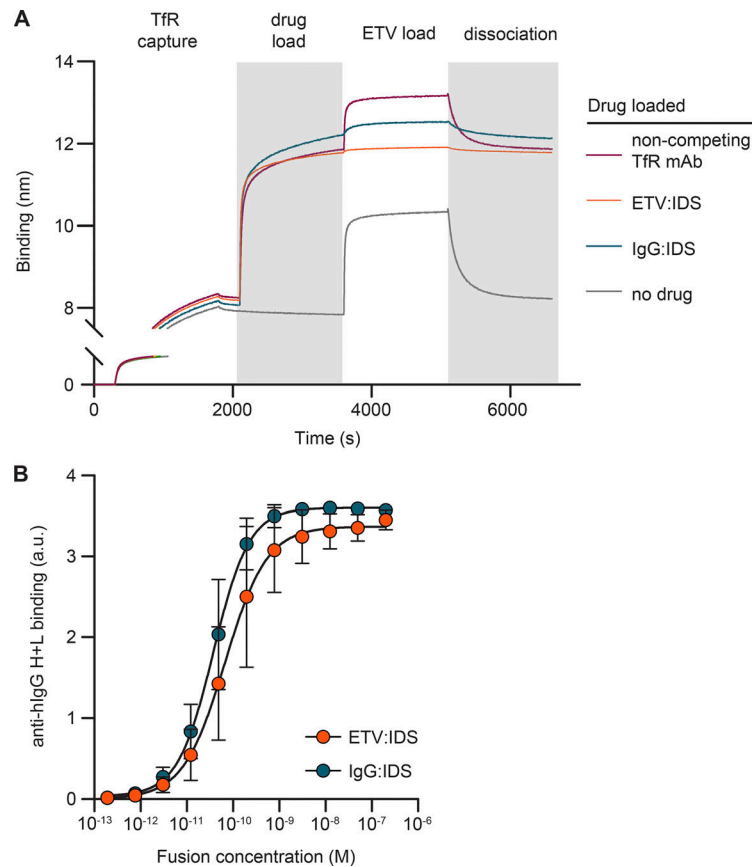 A
TfR
capture
drug
load
ETV load
dissociation
14
12
10
8
0
Binding (nm)
0
2000
4000
6000
Time (s)
Drug loaded
non-competing
TfR mAb
ETV:IDS
IgG:IDS
no drug
B
4
3
2
1
0
anti-hIgG H+L binding (a.u.)
ETV:IDS
IgG:IDS
10-13
10-12
10-11
10-10
10-9
10-8
10-7
10-6
Fusion concentration (M)